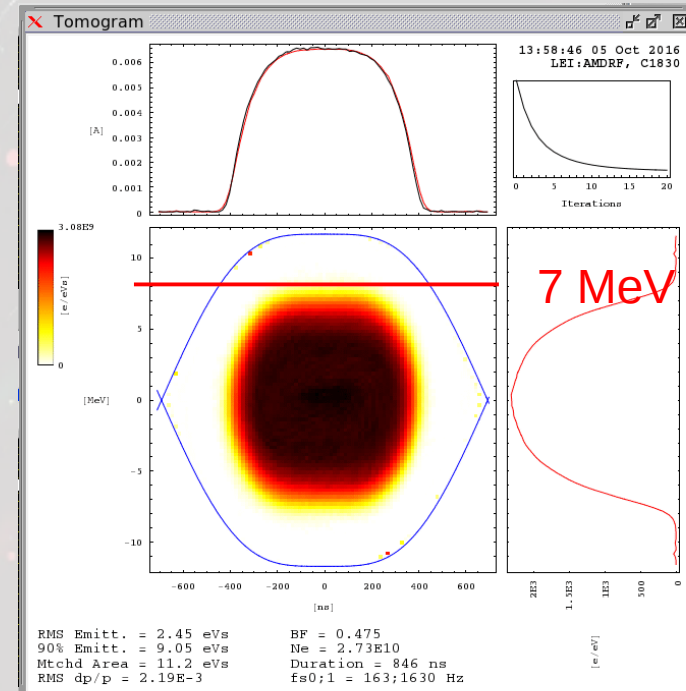 Tomogram
13:58:46 05 Oct 2016
LEI:AMDRF, C1830
0.006
0.005
0.004
0.003
0.002
0.001
0
[A]
0 5 10 15 20
Iterations
3.08E9
[e/eVs]
0
10
5
0
-5
-10
[MeV]
-600 -400 -200 0 200 400 600
[ns]
7 MeV
2E3 1.5E3 1E3 500 0
[e/eV]
RMS Emitt. = 2.45 eVs
90% Emitt. = 9.05 eVs
Mtchd Area = 11.2 eVs
RMS dp/p = 2.19E-3
BF = 0.475
Ne = 2.73E10
Duration = 846 ns
fs0;1 = 163;1630 Hz